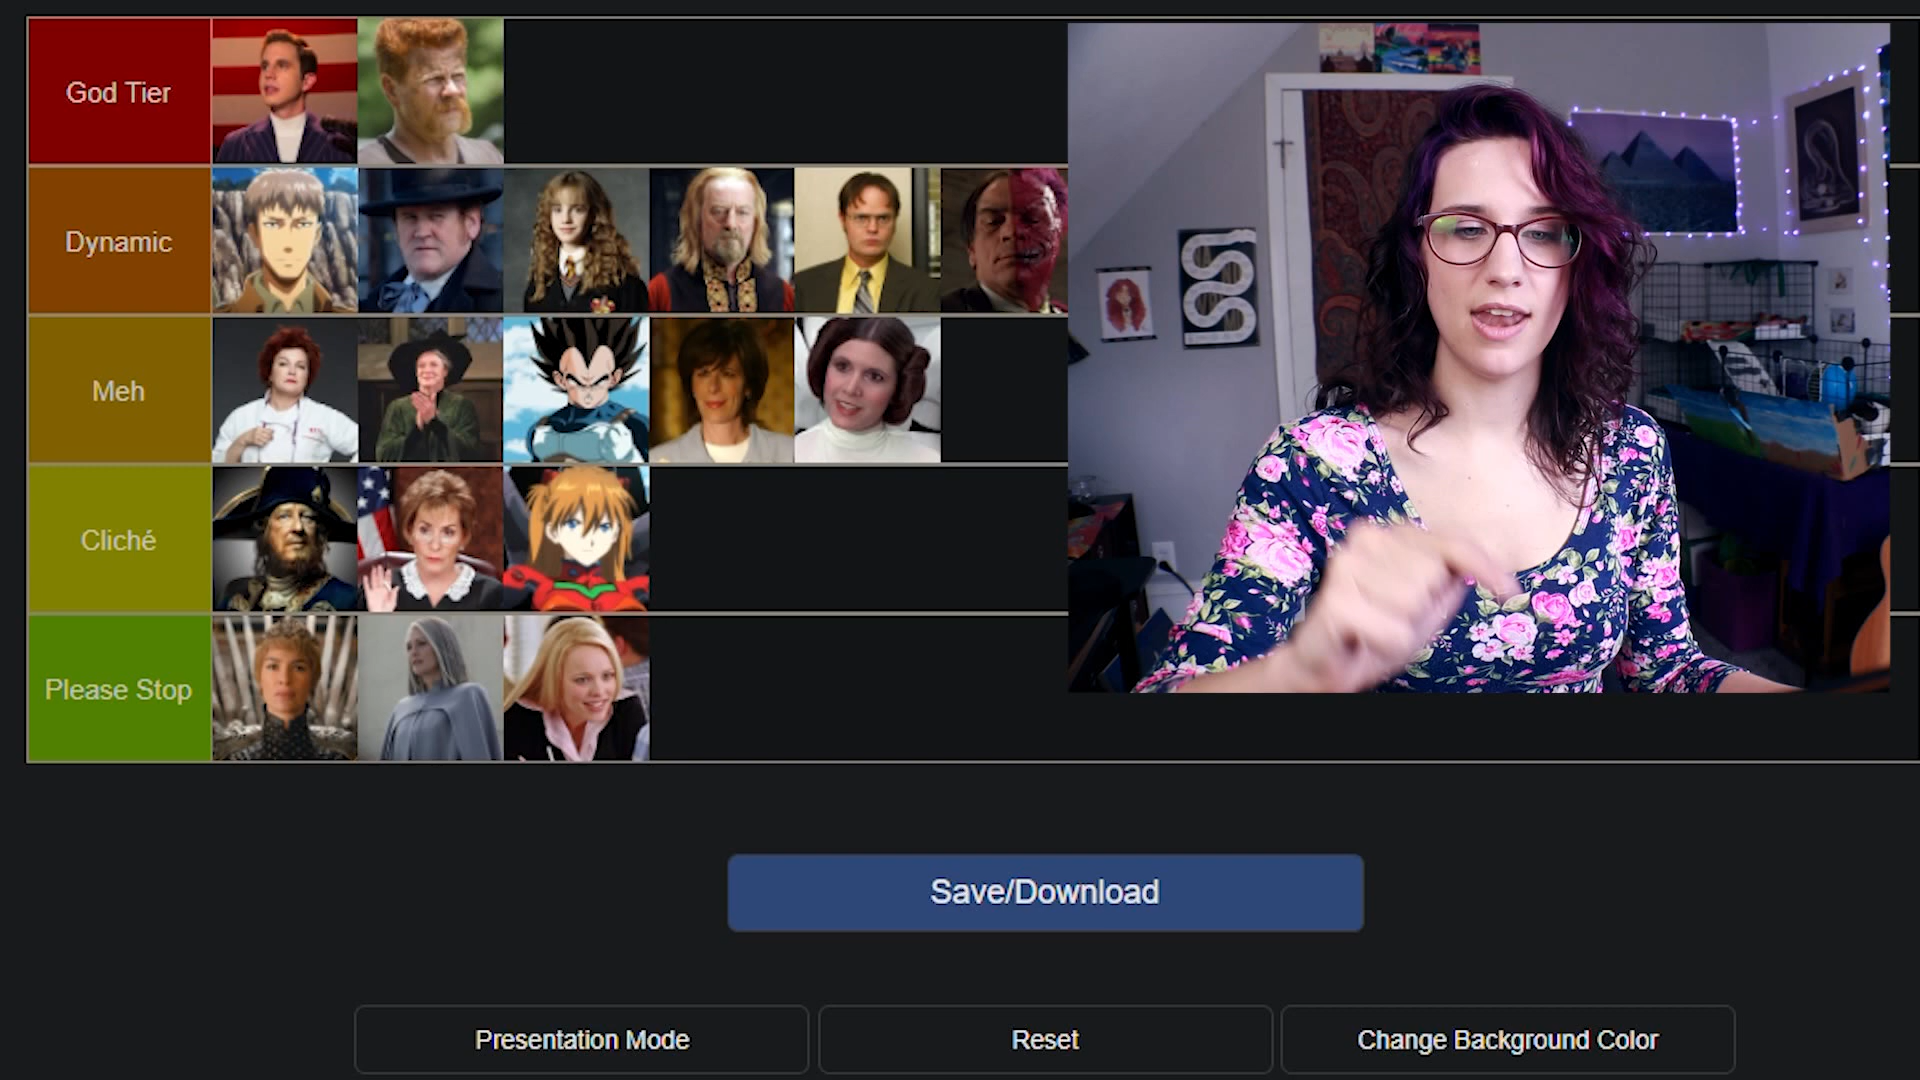 God Tier
Dynamic
Meh
Cliché
Please Stop
Save/Download
Presentation Mode
Reset
Change Background Color